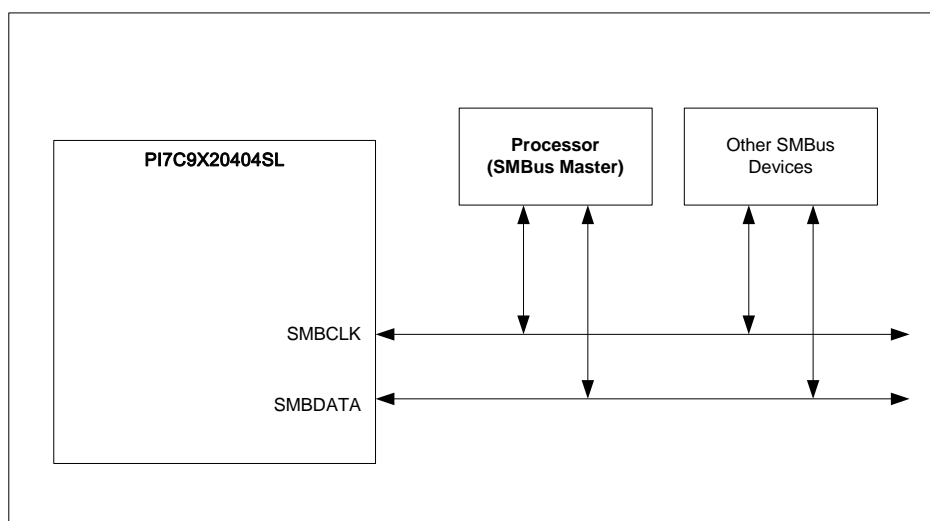 PI7C9X20404SL
Processor
(SMBus Master)
Other SMBus
Devices
SMBCLK
SMBDATA